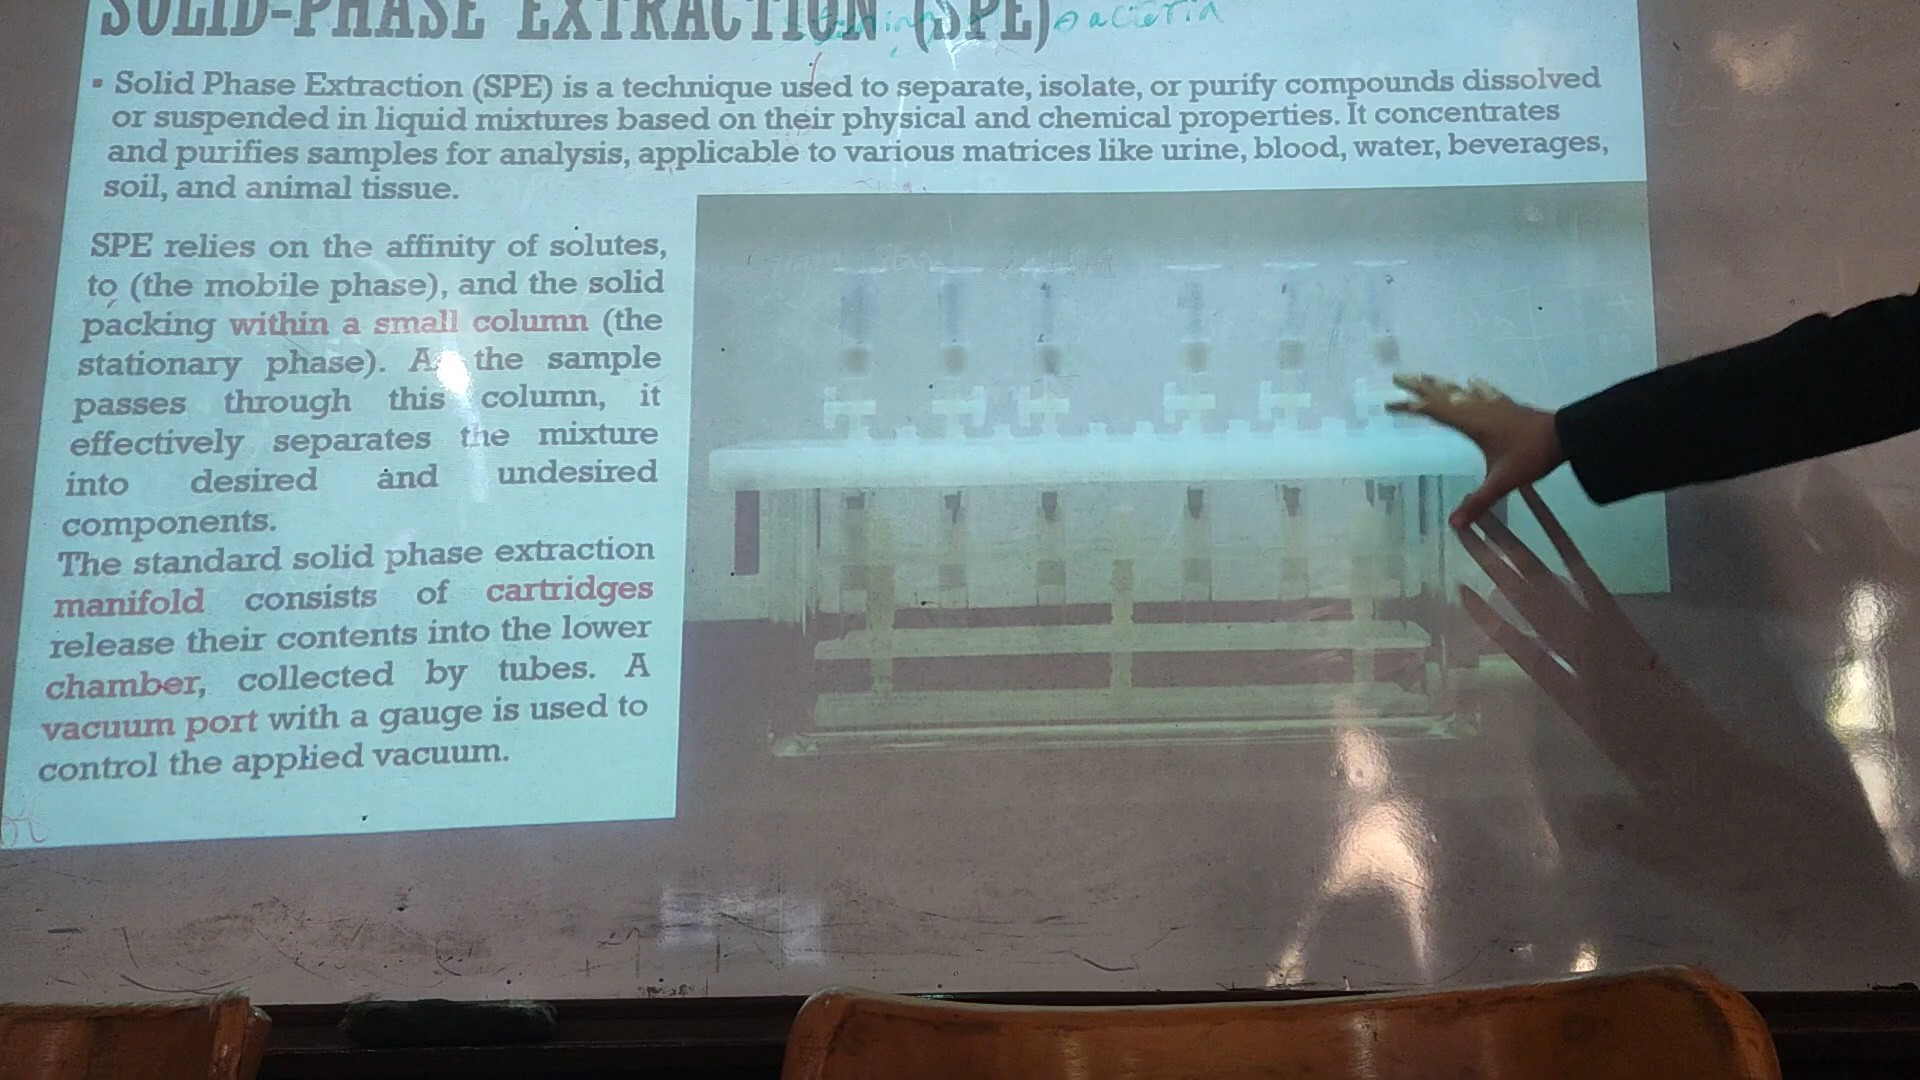 SOLID-PHASE EXTRACTION (SPE)
Bacteria
▪ Solid Phase Extraction (SPE) is a technique used to separate, isolate, or purify compounds dissolved
or suspended in liquid mixtures based on their physical and chemical properties. It concentrates
and purifies samples for analysis, applicable to various matrices like urine, blood, water, beverages,
soil, and animal tissue.
SPE relies on the affinity of solutes,
to (the mobile phase), and the solid
packing within a small column (the
stationary phase). As the sample
passes through this column, it
effectively separates the mixture
into desired and undesired
components.
The standard solid phase extraction
manifold consists of cartridges
release their contents into the lower
chamber, collected by tubes. A
vacuum port with a gauge is used to
control the applied vacuum.